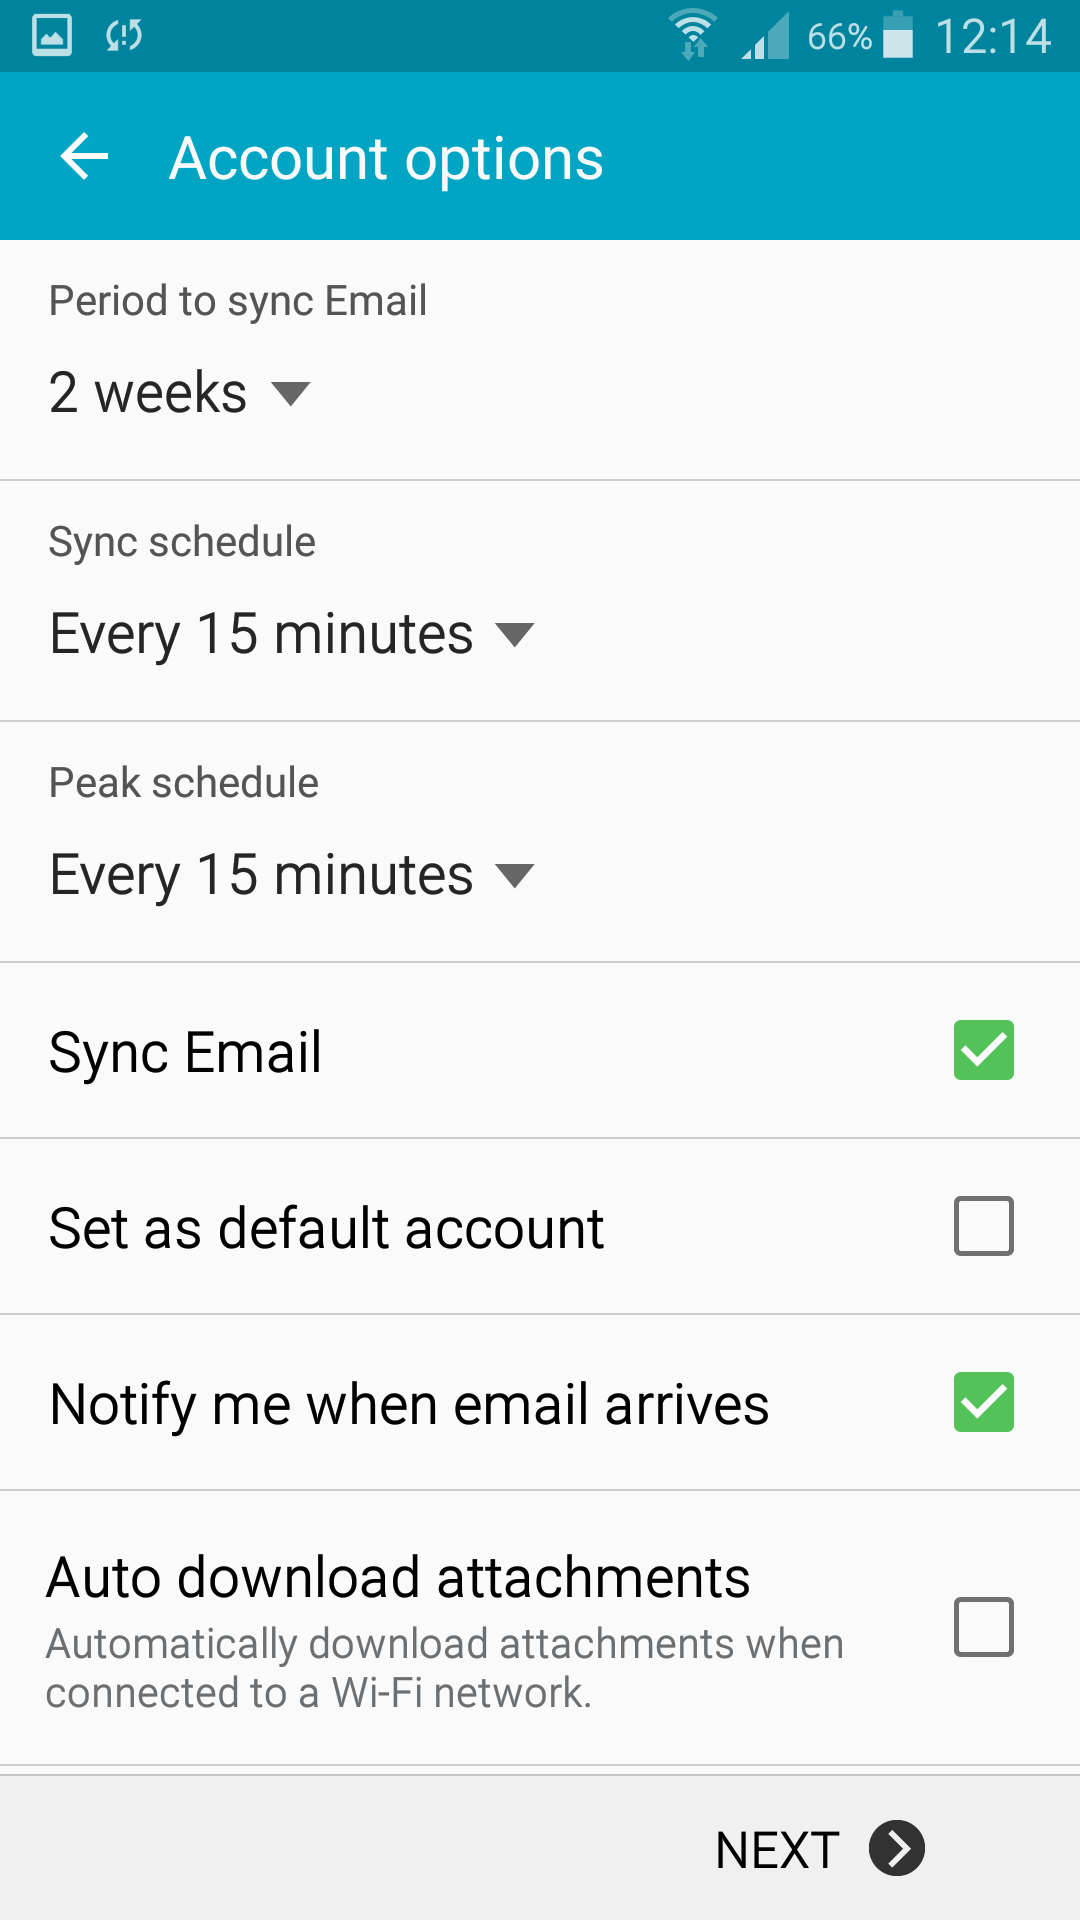 66% 12:14
Account options
Period to sync Email
2 weeks
Sync schedule
Every 15 minutes
Peak schedule
Every 15 minutes
Sync Email
Set as default account
Notify me when email arrives
Auto download attachments
Automatically download attachments when
connected to a Wi-Fi network.
NEXT